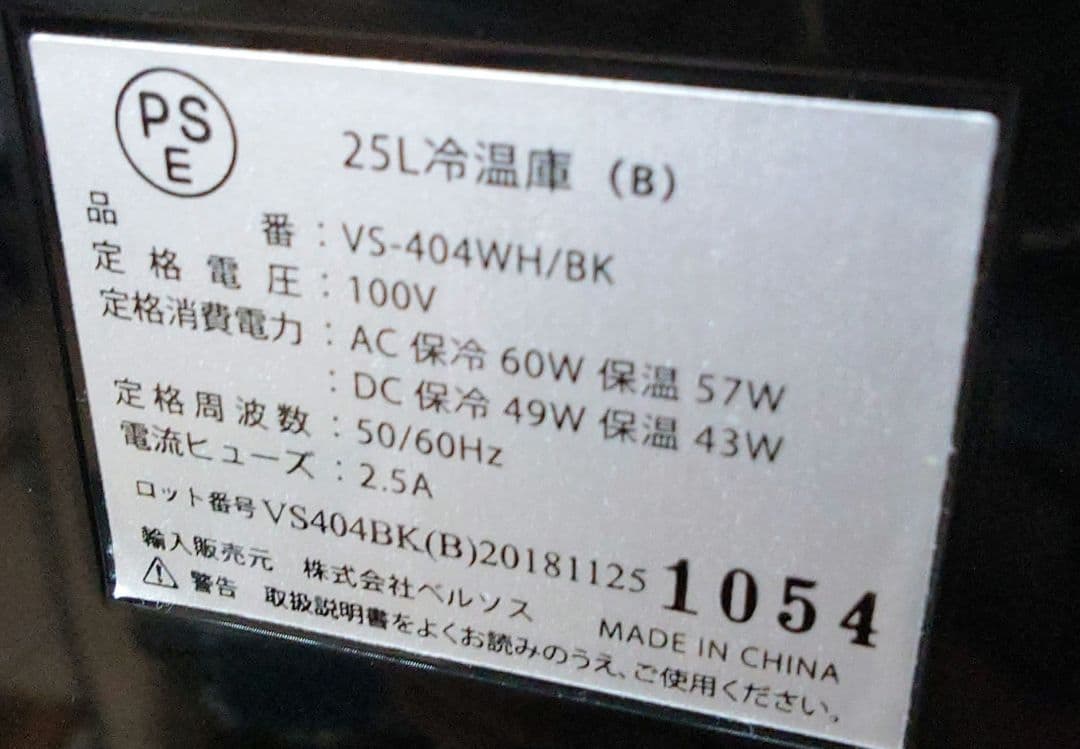 PS
E
25L冷温庫（B）
品番：VS-404WH/BK
定格電圧：100V
定格消費電力：AC 保冷 60W 保温 57W
：DC 保冷 49W 保温 43W
定格周波数：50/60Hz
電流ヒューズ：2.5A
ロット番号 VS404BK(B)20181125 1054
輸入販売元 株式会社ベルソス MADE IN CHINA
警告 取扱説明書をよくお読みのうえ、ご使用ください。